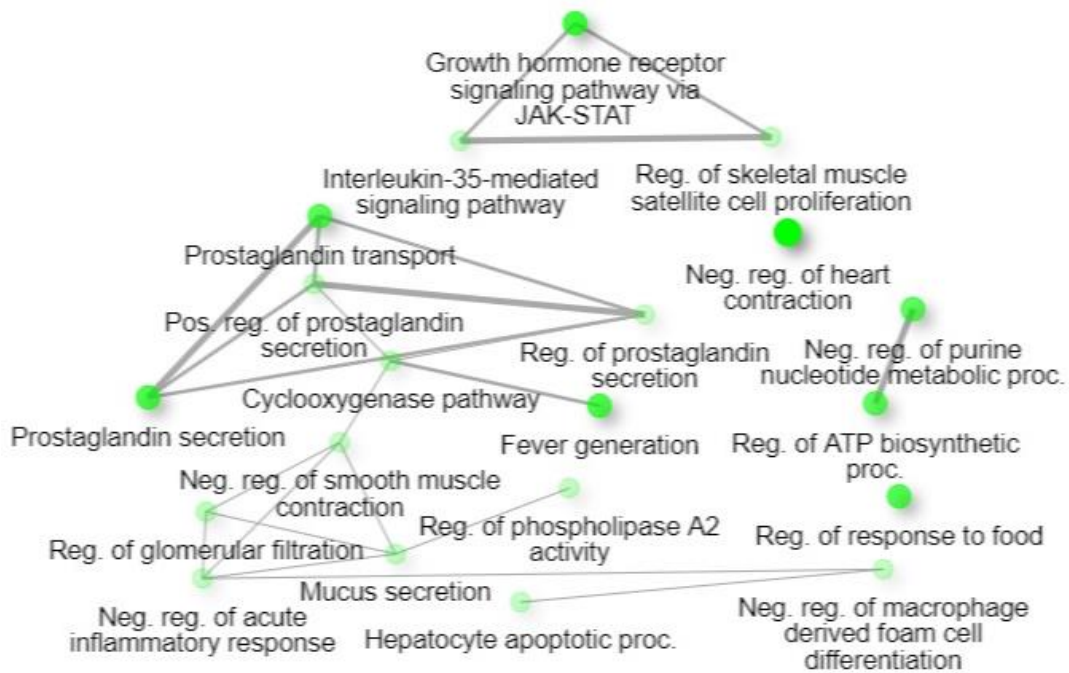 Growth hormone receptor
signaling pathway via
JAK-STAT
Interleukin-35-mediated
signaling pathway
Reg. of skeletal muscle
satellite cell proliferation
Prostaglandin transport
Neg. reg. of heart
contraction
Pos. reg. of prostaglandin
secretion
Reg. of prostaglandin
secretion
Neg. reg. of purine
nucleotide metabolic proc.
Cyclooxygenase pathway
Prostaglandin secretion
Fever generation
Reg. of ATP biosynthetic
proc.
Neg. reg. of smooth muscle
contraction
Reg. of phospholipase A2
activity
Reg. of response to food
Reg. of glomerular filtration
Mucus secretion
Neg. reg. of acute
inflammatory response
Hepatocyte apoptotic proc.
Neg. reg. of macrophage
derived foam cell
differentiation